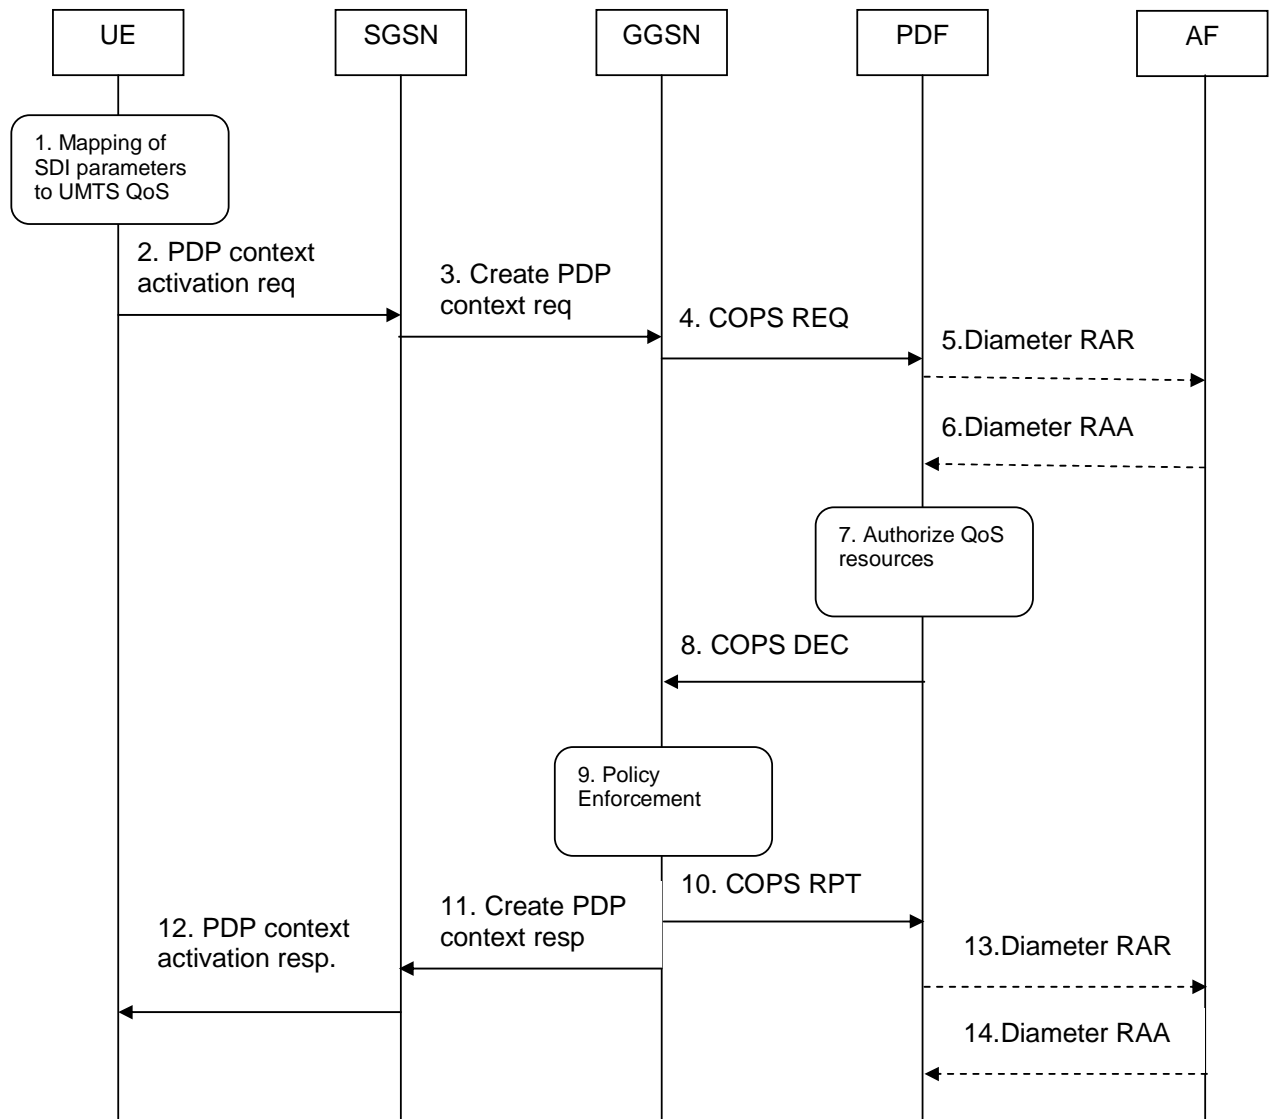 UE
SGSN
GGSN
PDF
AF
1. Mapping of
SDI parameters
to UMTS QoS
2. PDP context
activation req
3. Create PDP
context req
4. COPS REQ
5.Diameter RAR
6.Diameter RAA
7. Authorize QoS
resources
8. COPS DEC
9. Policy
Enforcement
10. COPS RPT
11. Create PDP
context resp
12. PDP context
activation resp.
13.Diameter RAR
14.Diameter RAA